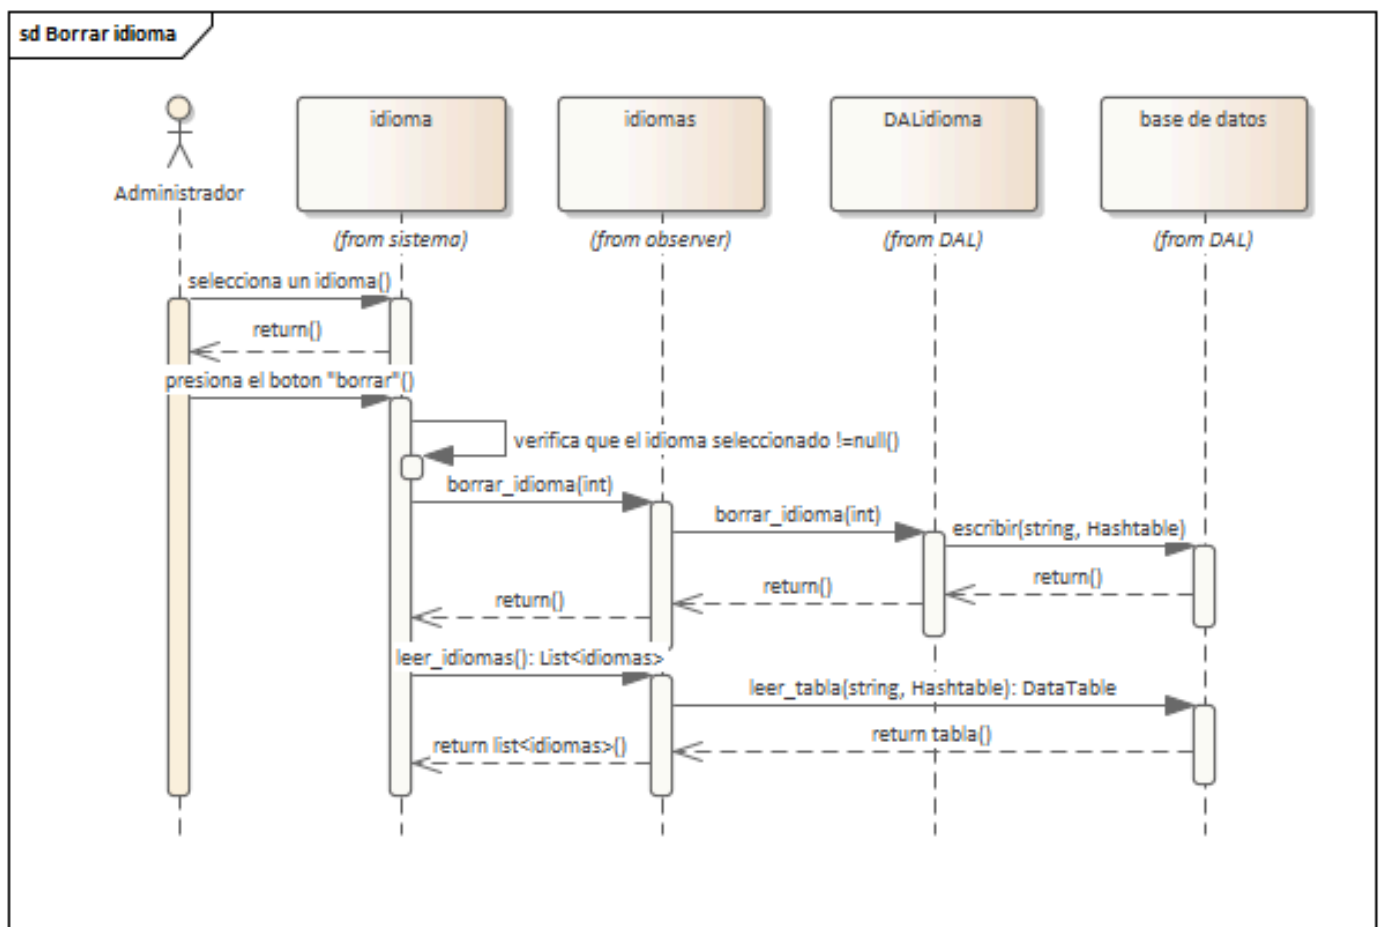 sd Borrar idioma
Administrador
idioma
idiomas
DALidioma
base de datos
(from sistema)
(from observer)
(from DAL)
(from DAL)
selecciona un idioma()
return()
presiona el boton "borrar"()
verifica que el idioma seleccionado !=null()
borrar_idioma(int)
borrar_idioma(int)
escribir(string, Hashtable)
return()
return()
return()
leer_idiomas(): List<idiomas>
leer_tabla(string, Hashtable): DataTable
return tabla()
return list<idiomas>()